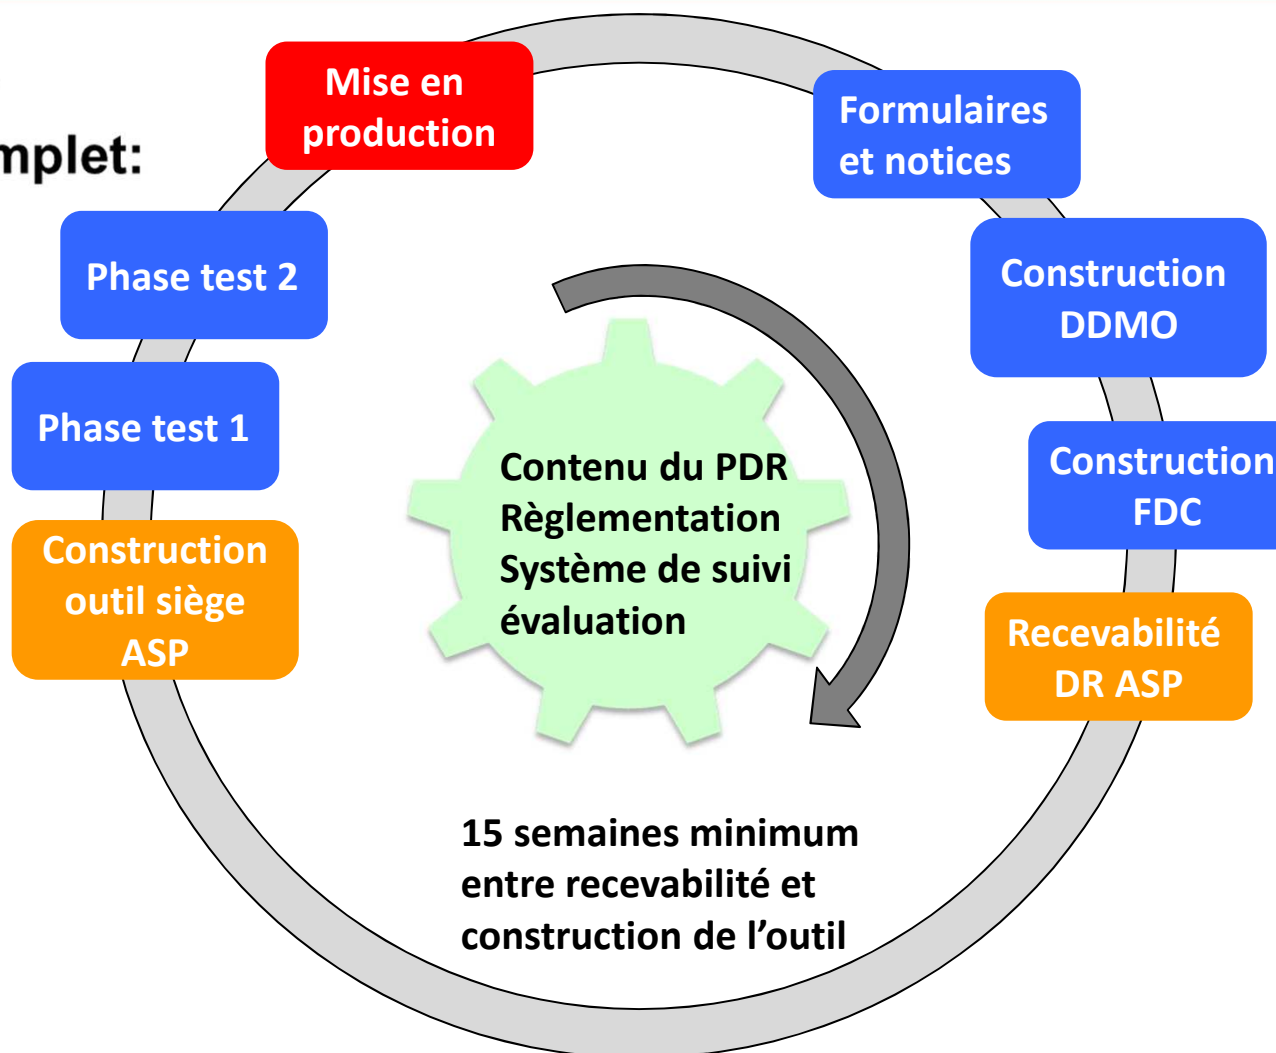 Mise en
production
mplet:
Formulaires
et notices
Phase test 2
Construction
DDMO
Phase test 1
Contenu du PDR
Règlementation
Système de suivi
évaluation
Construction
FDC
Construction
outil siège
ASP
Recevabilité
DR ASP
15 semaines minimum
entre recevabilité et
construction de l’outil